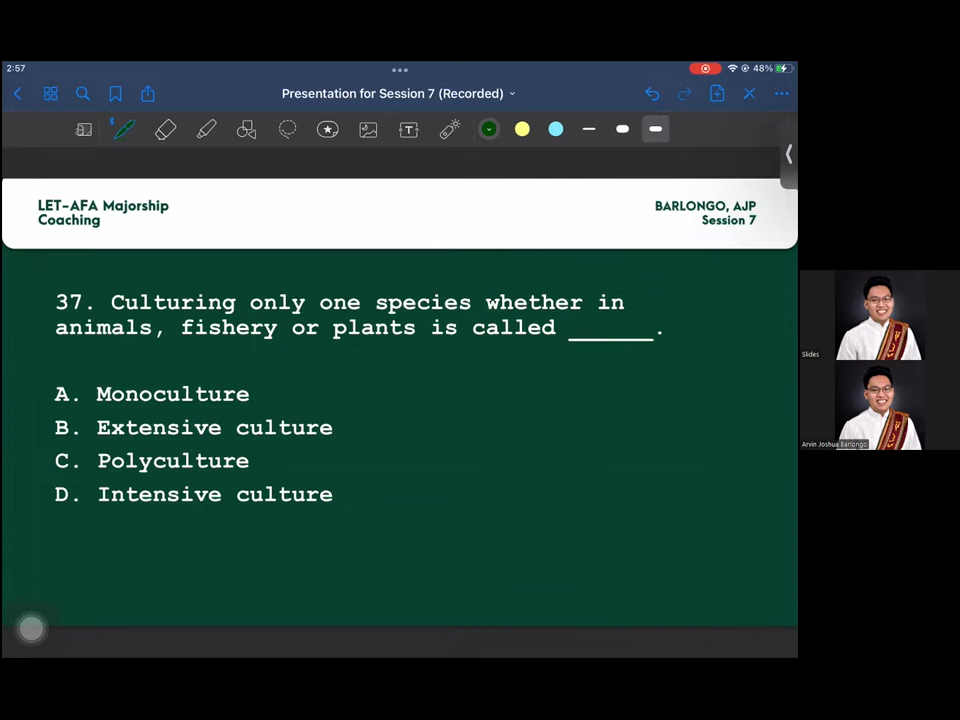 2:57
48%
Presentation for Session 7 (Recorded)
LET-AFA Majorship
Coaching
BARLONGO, AJP
Session 7
37. Culturing only one species whether in
animals, fishery or plants is called ______.
A. Monoculture
B. Extensive culture
C. Polyculture
D. Intensive culture
Slides
Arvin Joshua Barlongo